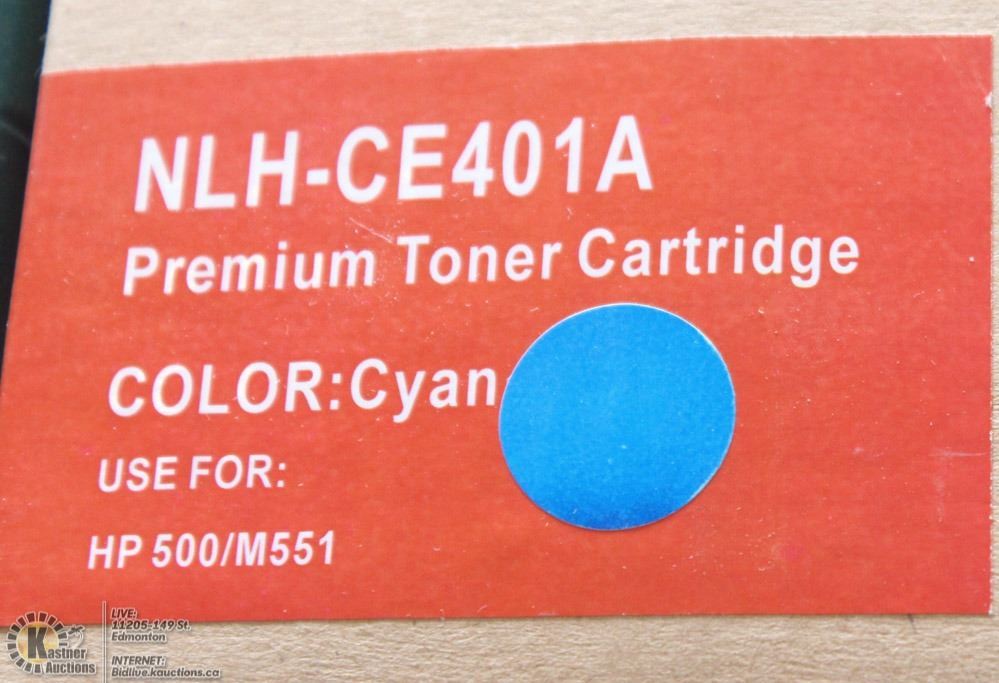 NLH-CE401A
Premium Toner Cartridge
COLOR:Cyan
USE FOR:
HP 500/M551
Kastner
Auctions
LIVE:
11205-149 St.
Edmonton
INTERNET:
Bidlive.kauctions.ca